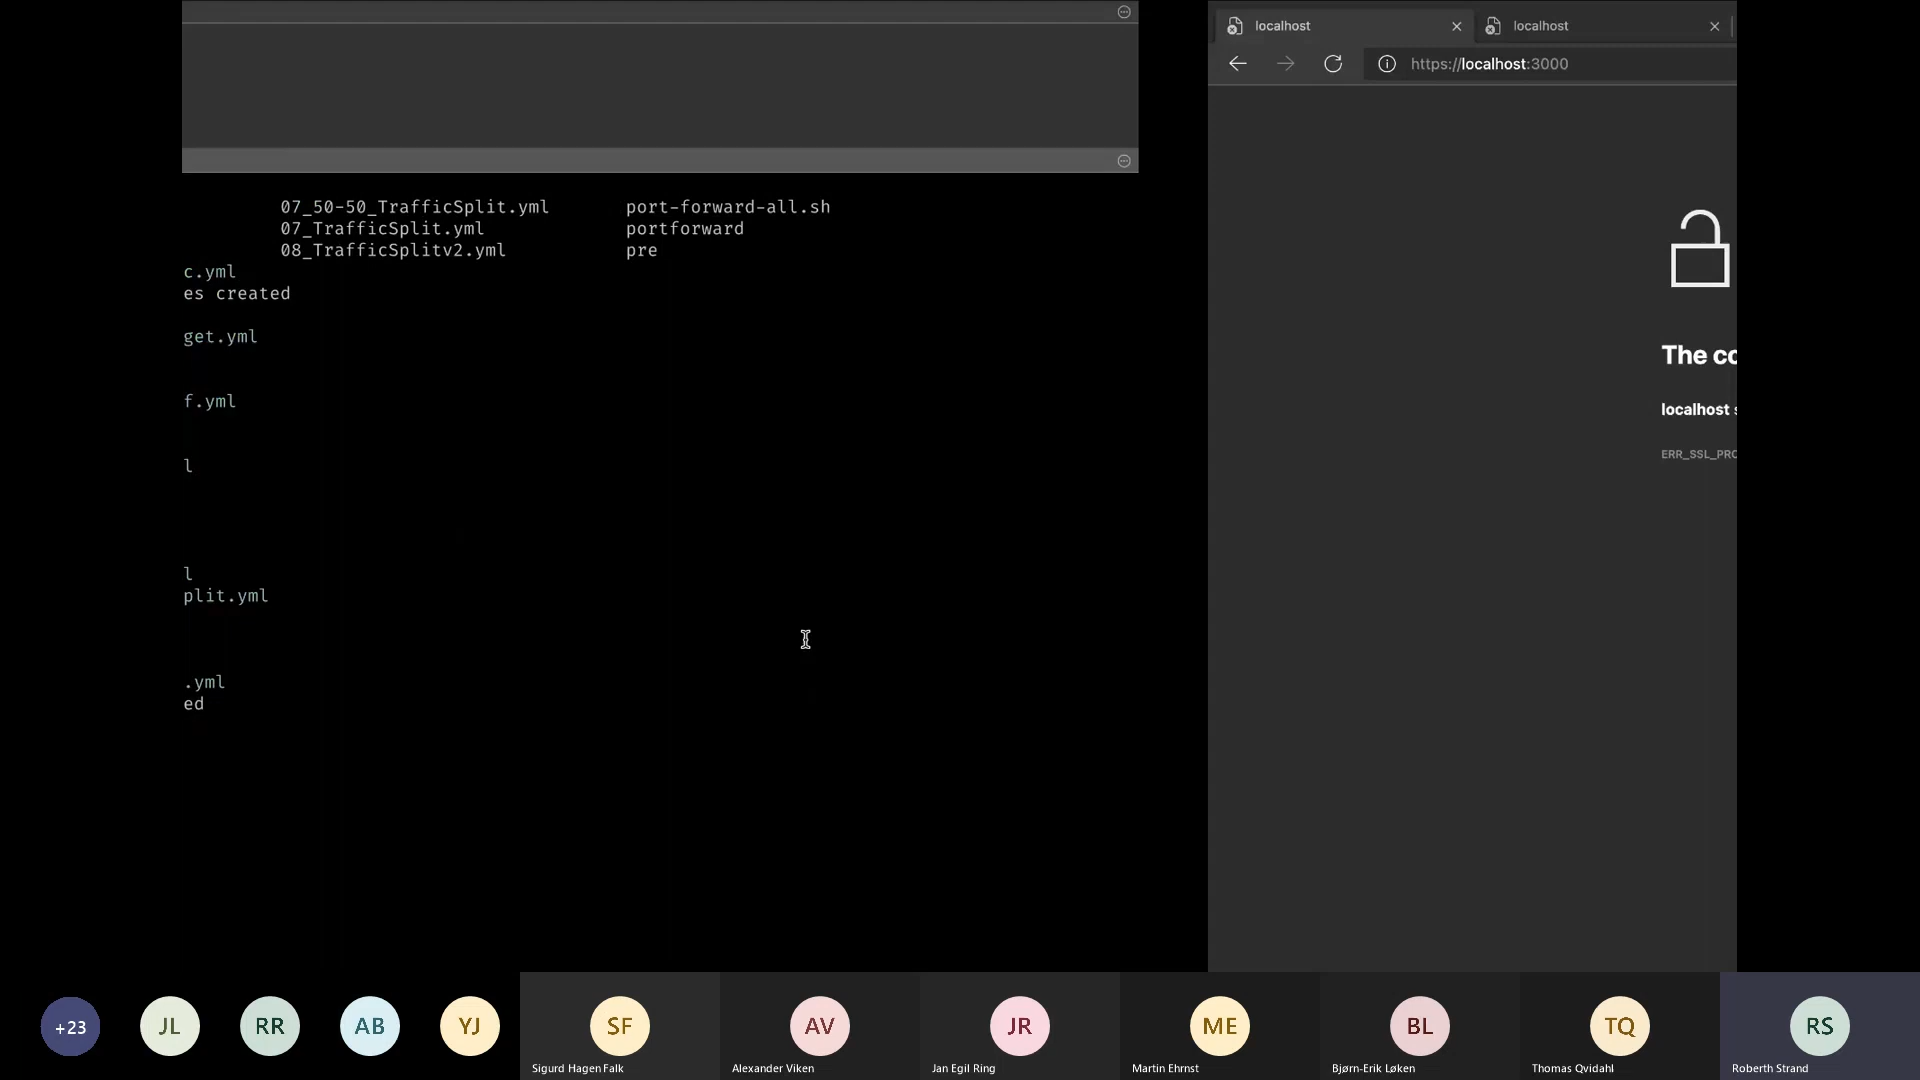 localhost
localhost
https://localhost:3000
07_50-50_TrafficSplit.yml port-forward-all.sh
07_TrafficSplit.yml portforward
08_TrafficSplitv2.yml pre
c.yml
es created
get.yml
f.yml
l
l
plit.yml
.yml
ed
The co
localhost s
ERR_SSL_PRO
+23
JL
RR
AB
YJ
SF
AV
JR
ME
BL
TQ
RS
Sigurd Hagen Falk
Alexander Viken
Jan Egil Ring
Martin Ehrnst
Bjørn-Erik Løken
Thomas Qvidahl
Roberth Strand